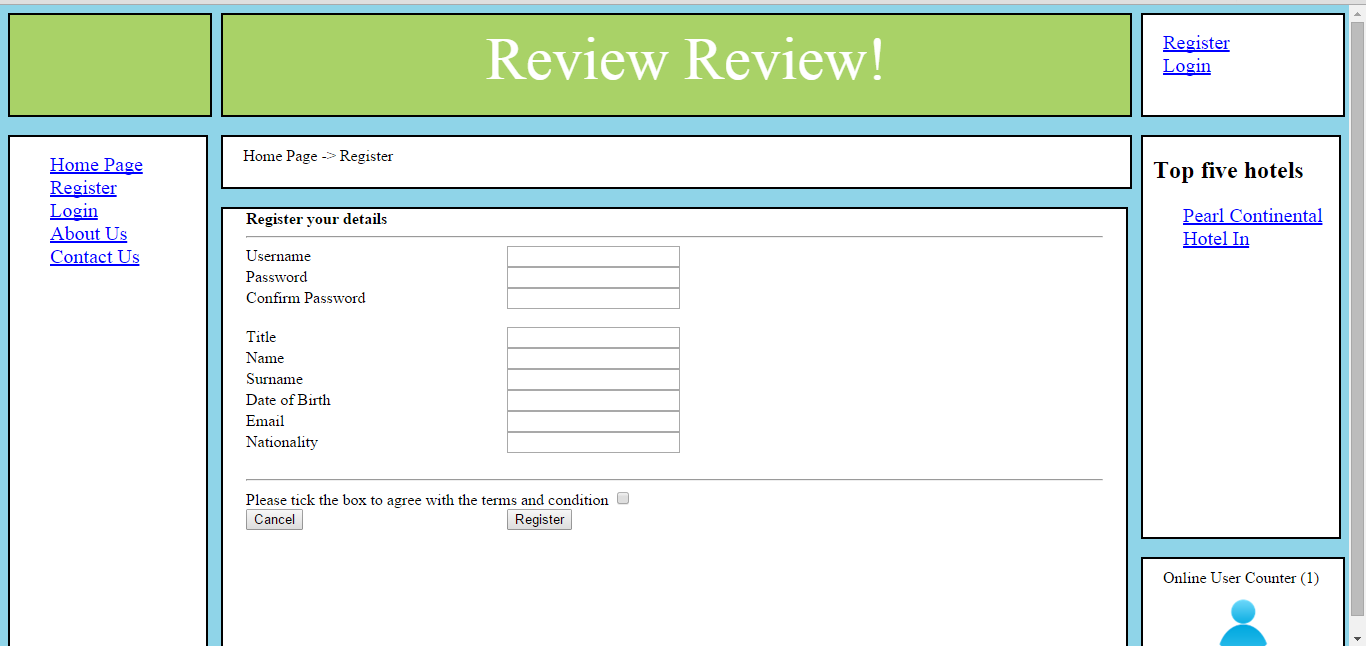 Review Review!
Register
Login
Home Page
Register
Login
About Us
Contact Us
Home Page -> Register
Register your details
Username
Password
Confirm Password
Title
Name
Surname
Date of Birth
Email
Nationality
Please tick the box to agree with the terms and condition
Cancel Register
Top five hotels
Pearl Continental
Hotel In
Online User Counter (1)